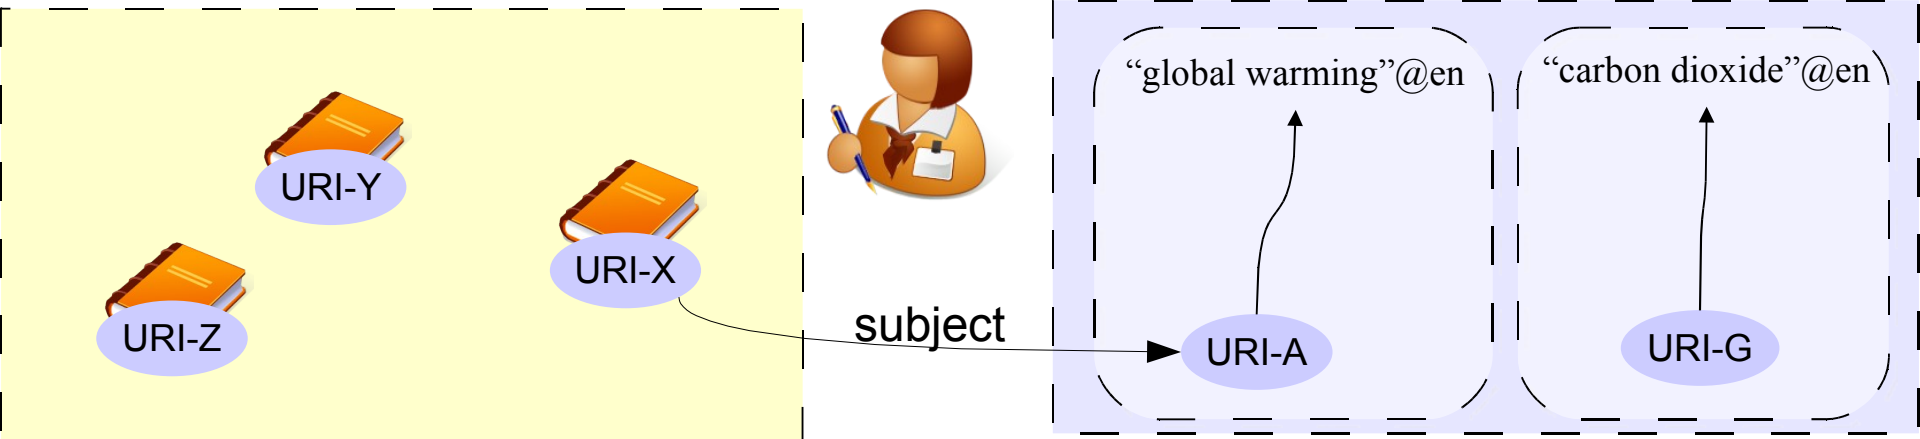 “global warming”@en
“carbon dioxide”@en
URI-Y
URI-X
URI-Z
subject
URI-A
URI-G